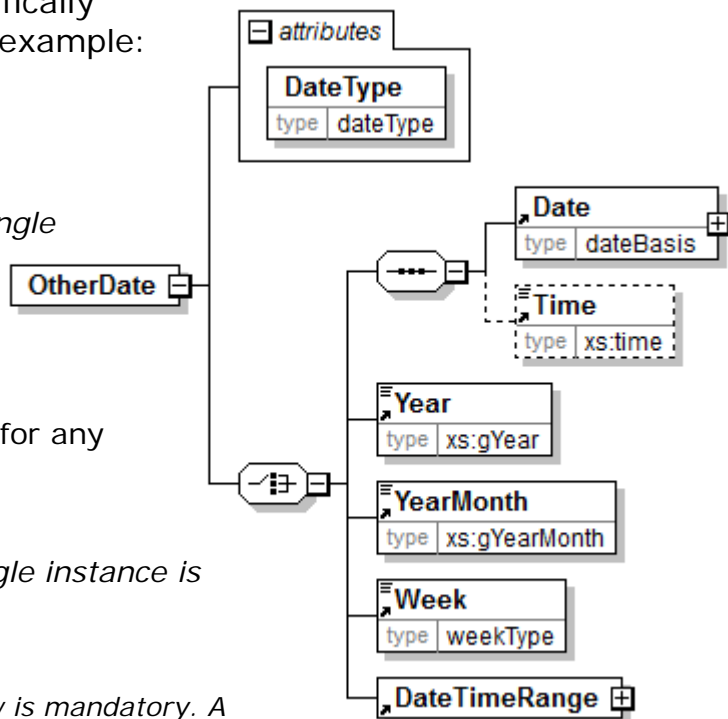 fically
example:
ngle
for any
gle instance is
y is mandatory. A
attributes
DateType
type dateType
OtherDate
Date
type dateBasis
Time
type xs:time
Year
type xs:gYear
YearMonth
type xs:gYearMonth
Week
type weekType
DateTimeRange